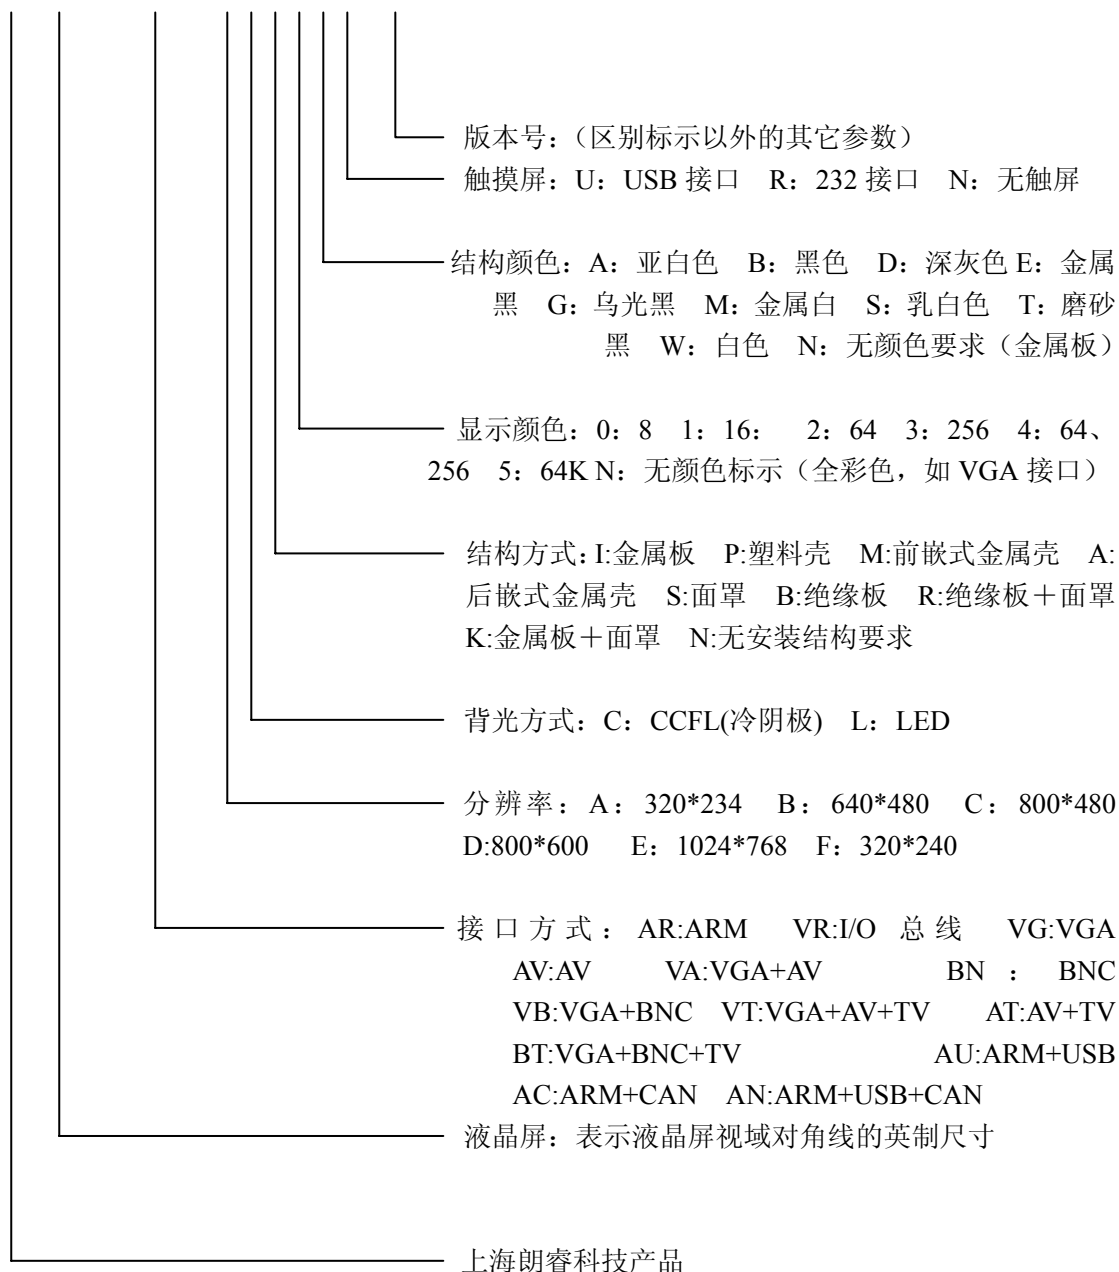 版本号：（区别标示以外的其它参数）
触摸屏：U：USB 接口 R：232 接口 N：无触屏
结构颜色：A：亚白色 B：黑色 D：深灰色 E：金属
黑 G：乌光黑 M：金属白 S：乳白色 T：磨砂
黑 W：白色 N：无颜色要求（金属板）
显示颜色：0：8 1：16： 2：64 3：256 4：64、
256 5：64K N：无颜色标示（全彩色，如 VGA 接口）
结构方式：I:金属板 P:塑料壳 M:前嵌式金属壳 A:
后嵌式金属壳 S:面罩 B:绝缘板 R:绝缘板＋面罩
K:金属板＋面罩 N:无安装结构要求
背光方式：C：CCFL(冷阴极) L：LED
分辨率：A：320*234 B：640*480 C：800*480
D:800*600 E：1024*768 F：320*240
接口方式：AR:ARM VR:I/O 总线 VG:VGA
AV:AV VA:VGA+AV BN：BNC
VB:VGA+BNC VT:VGA+AV+TV AT:AV+TV
BT:VGA+BNC+TV AU:ARM+USB
AC:ARM+CAN AN:ARM+USB+CAN
液晶屏：表示液晶屏视域对角线的英制尺寸
上海朗睿科技产品